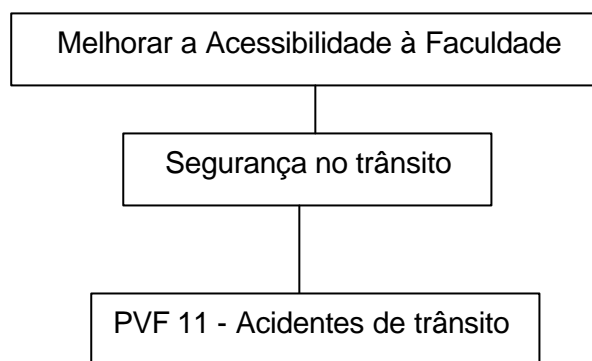 Melhorar a Acessibilidade à Faculdade
Segurança no trânsito
PVF 11 - Acidentes de trânsito